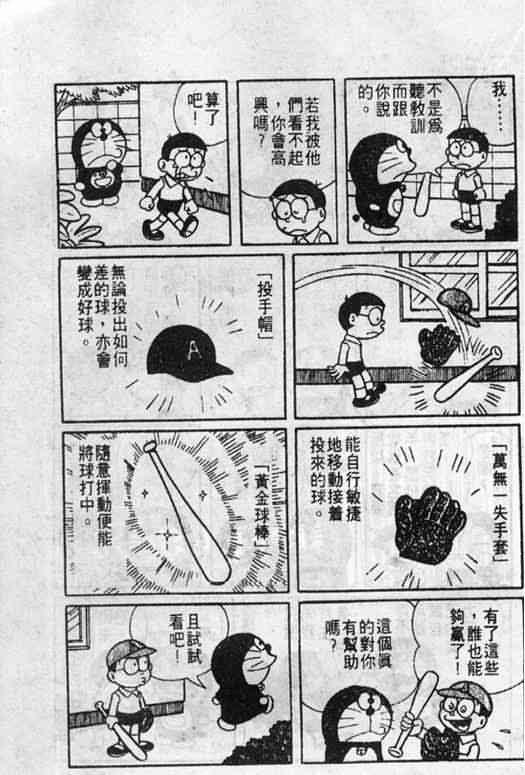 我……
不是爲
聽教訓
而跟
你說
的。
若我被他
們看不起
，你會高
興嗎？
算了
吧！
「投手帽」
A
無論投出如何
差的球，亦會
變成好球。
「萬無一失手套」
能自行敏捷
地移動接着
投來的球。
「黃金球棒」
隨意揮動便能
將球打中。
有了這些
，誰也能
夠贏了！
這個眞
的對你
有幫助
嗎？
且試試
看吧！